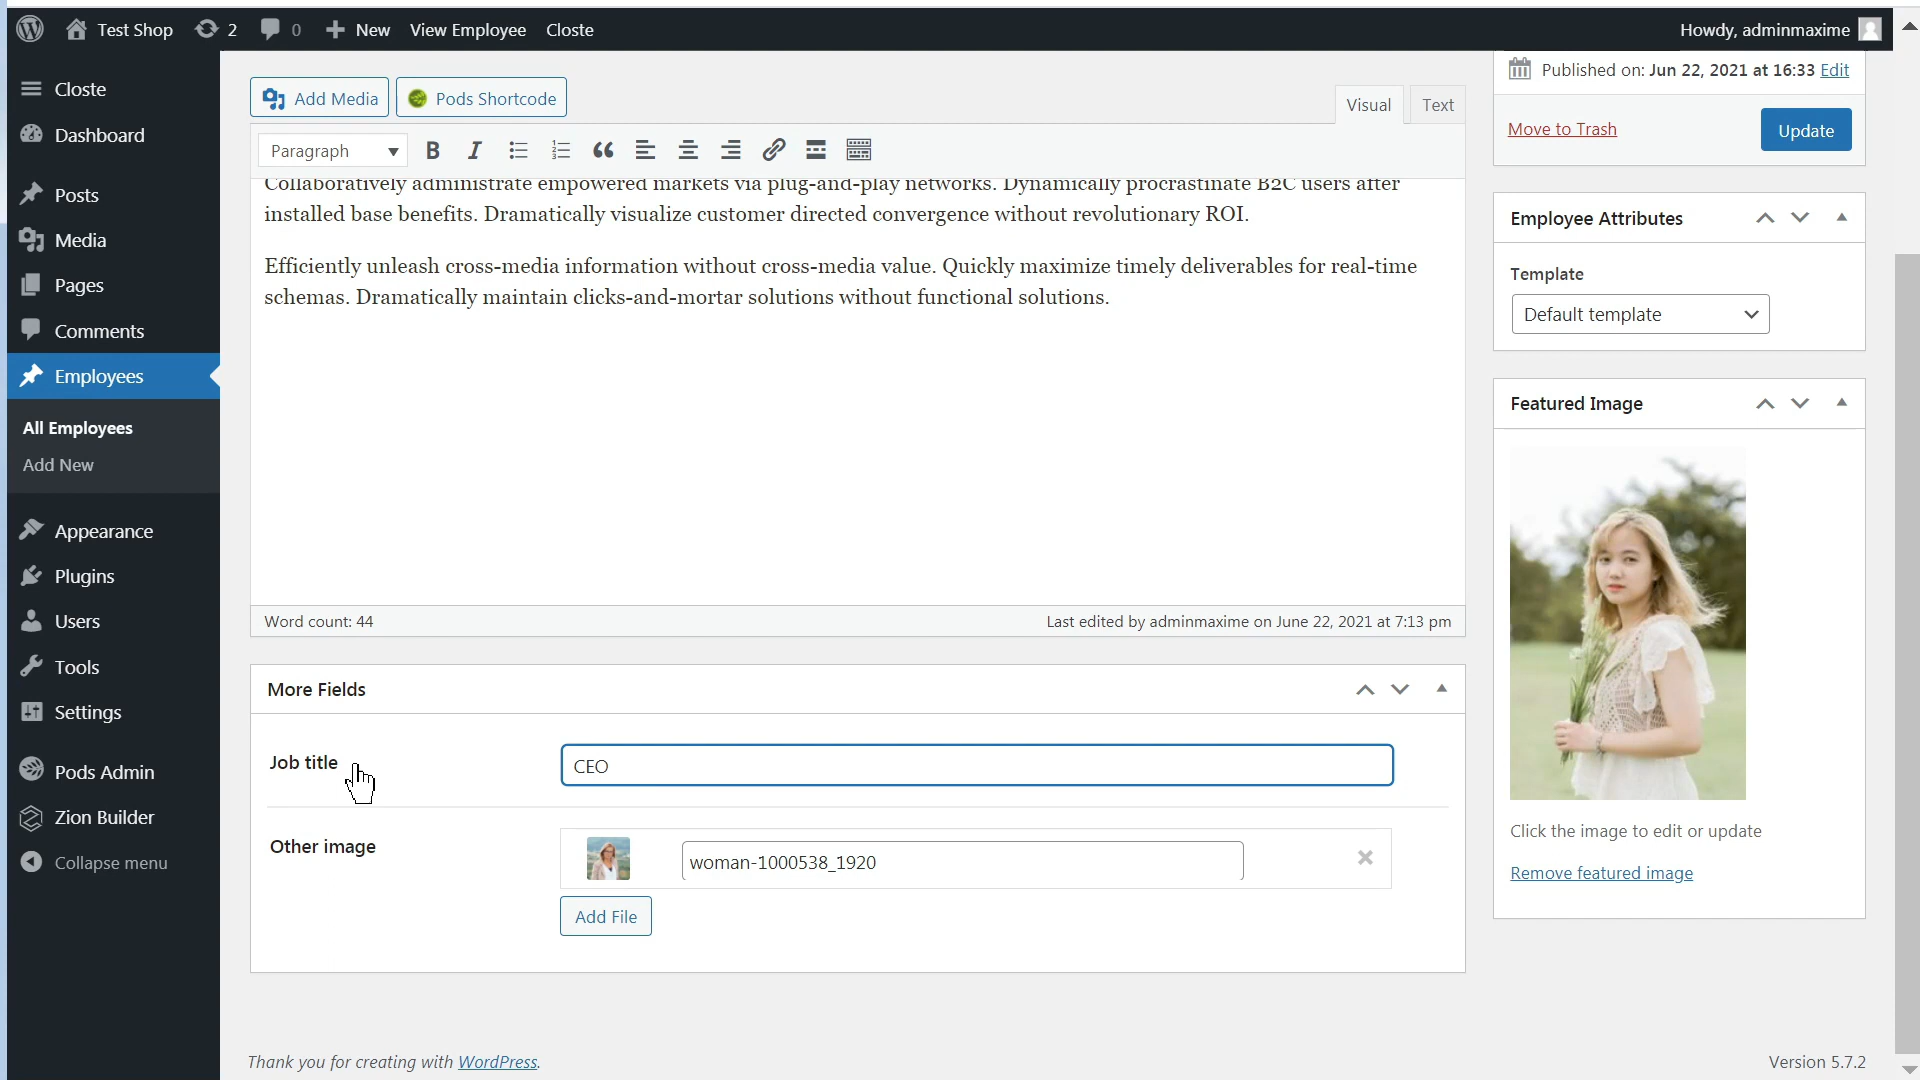 Test Shop 2 0 New View Employee Closte Howdy, adminmaxime
Closte
Dashboard
Posts
Media
Pages
Comments
Employees
All Employees
Add New
Appearance
Plugins
Users
Tools
Settings
Pods Admin
Zion Builder
Collapse menu
Add Media Pods Shortcode
Visual Text
Paragraph
Collaboratively administrate empowered markets via plug-and-play networks. Dynamically procrastinate B2C users after
installed base benefits. Dramatically visualize customer directed convergence without revolutionary ROI.
Efficiently unleash cross-media information without cross-media value. Quickly maximize timely deliverables for real-time
schemas. Dramatically maintain clicks-and-mortar solutions without functional solutions.
Word count: 44 Last edited by adminmaxime on June 22, 2021 at 7:13 pm
More Fields
Job title CEO
Other image woman-1000538_1920
Add File
Published on: Jun 22, 2021 at 16:33 Edit
Move to Trash Update
Employee Attributes
Template
Default template
Featured Image
Click the image to edit or update
Remove featured image
Thank you for creating with WordPress. Version 5.7.2